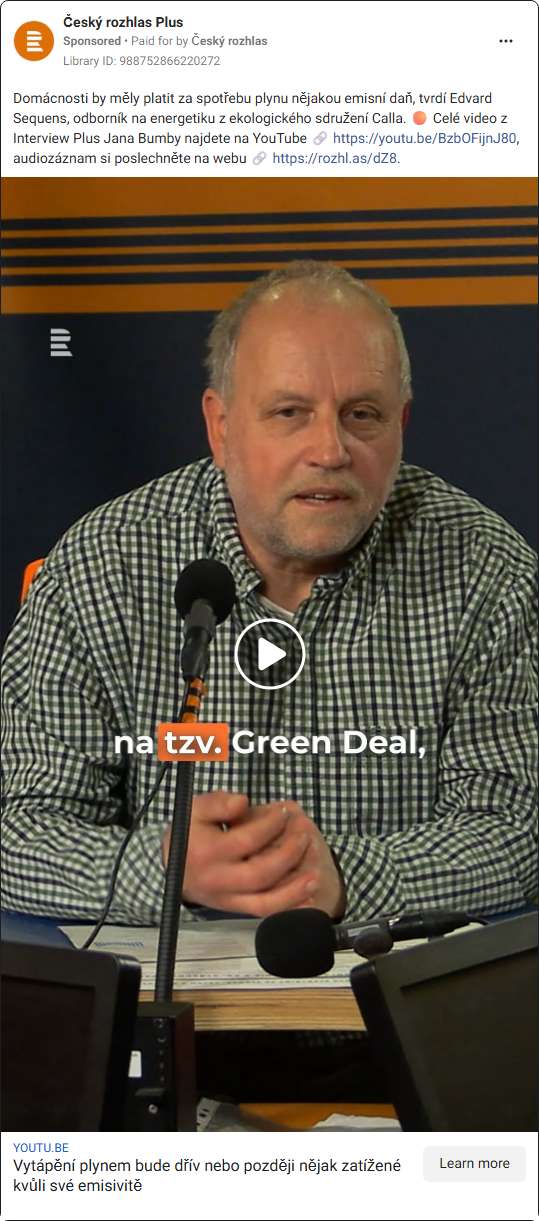 Český rozhlas Plus
Sponsored • Paid for by Český rozhlas
Library ID: 988752866220272
Domácnosti by měly platit za spotřebu plynu nějakou emisní daň, tvrdí Edvard
Sequens, odborník na energetiku z ekologického sdružení Calla. Celé video z
Interview Plus Jana Bumby najdete na YouTube https://youtu.be/BzbOFijnJ80,
audiozáznam si poslechněte na webu https://rozhl.as/dZ8.
na tzv. Green Deal,
YOUTU.BE
Vytápění plynem bude dřív nebo později nějak zatížené
kvůli své emisivitě
Learn more